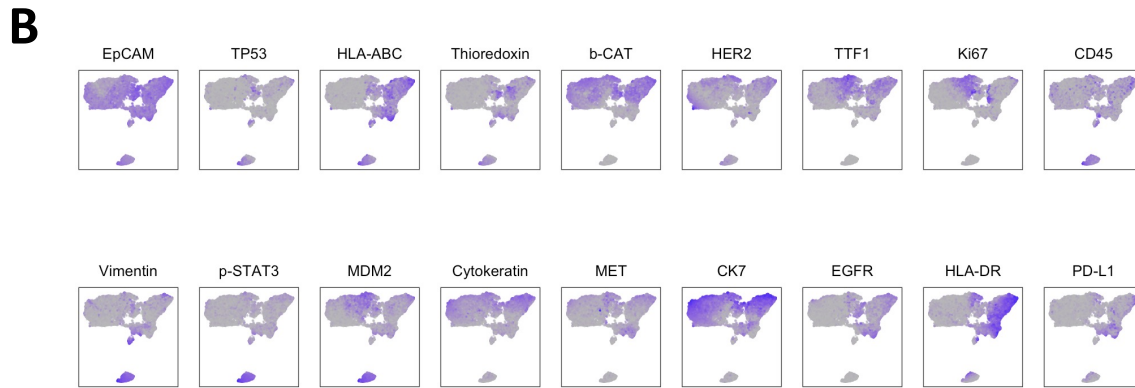 B
EpCAM TP53 HLA-ABC Thioredoxin b-CAT HER2 TTF1 Ki67 CD45
Vimentin p-STAT3 MDM2 Cytokeratin MET CK7 EGFR HLA-DR PD-L1